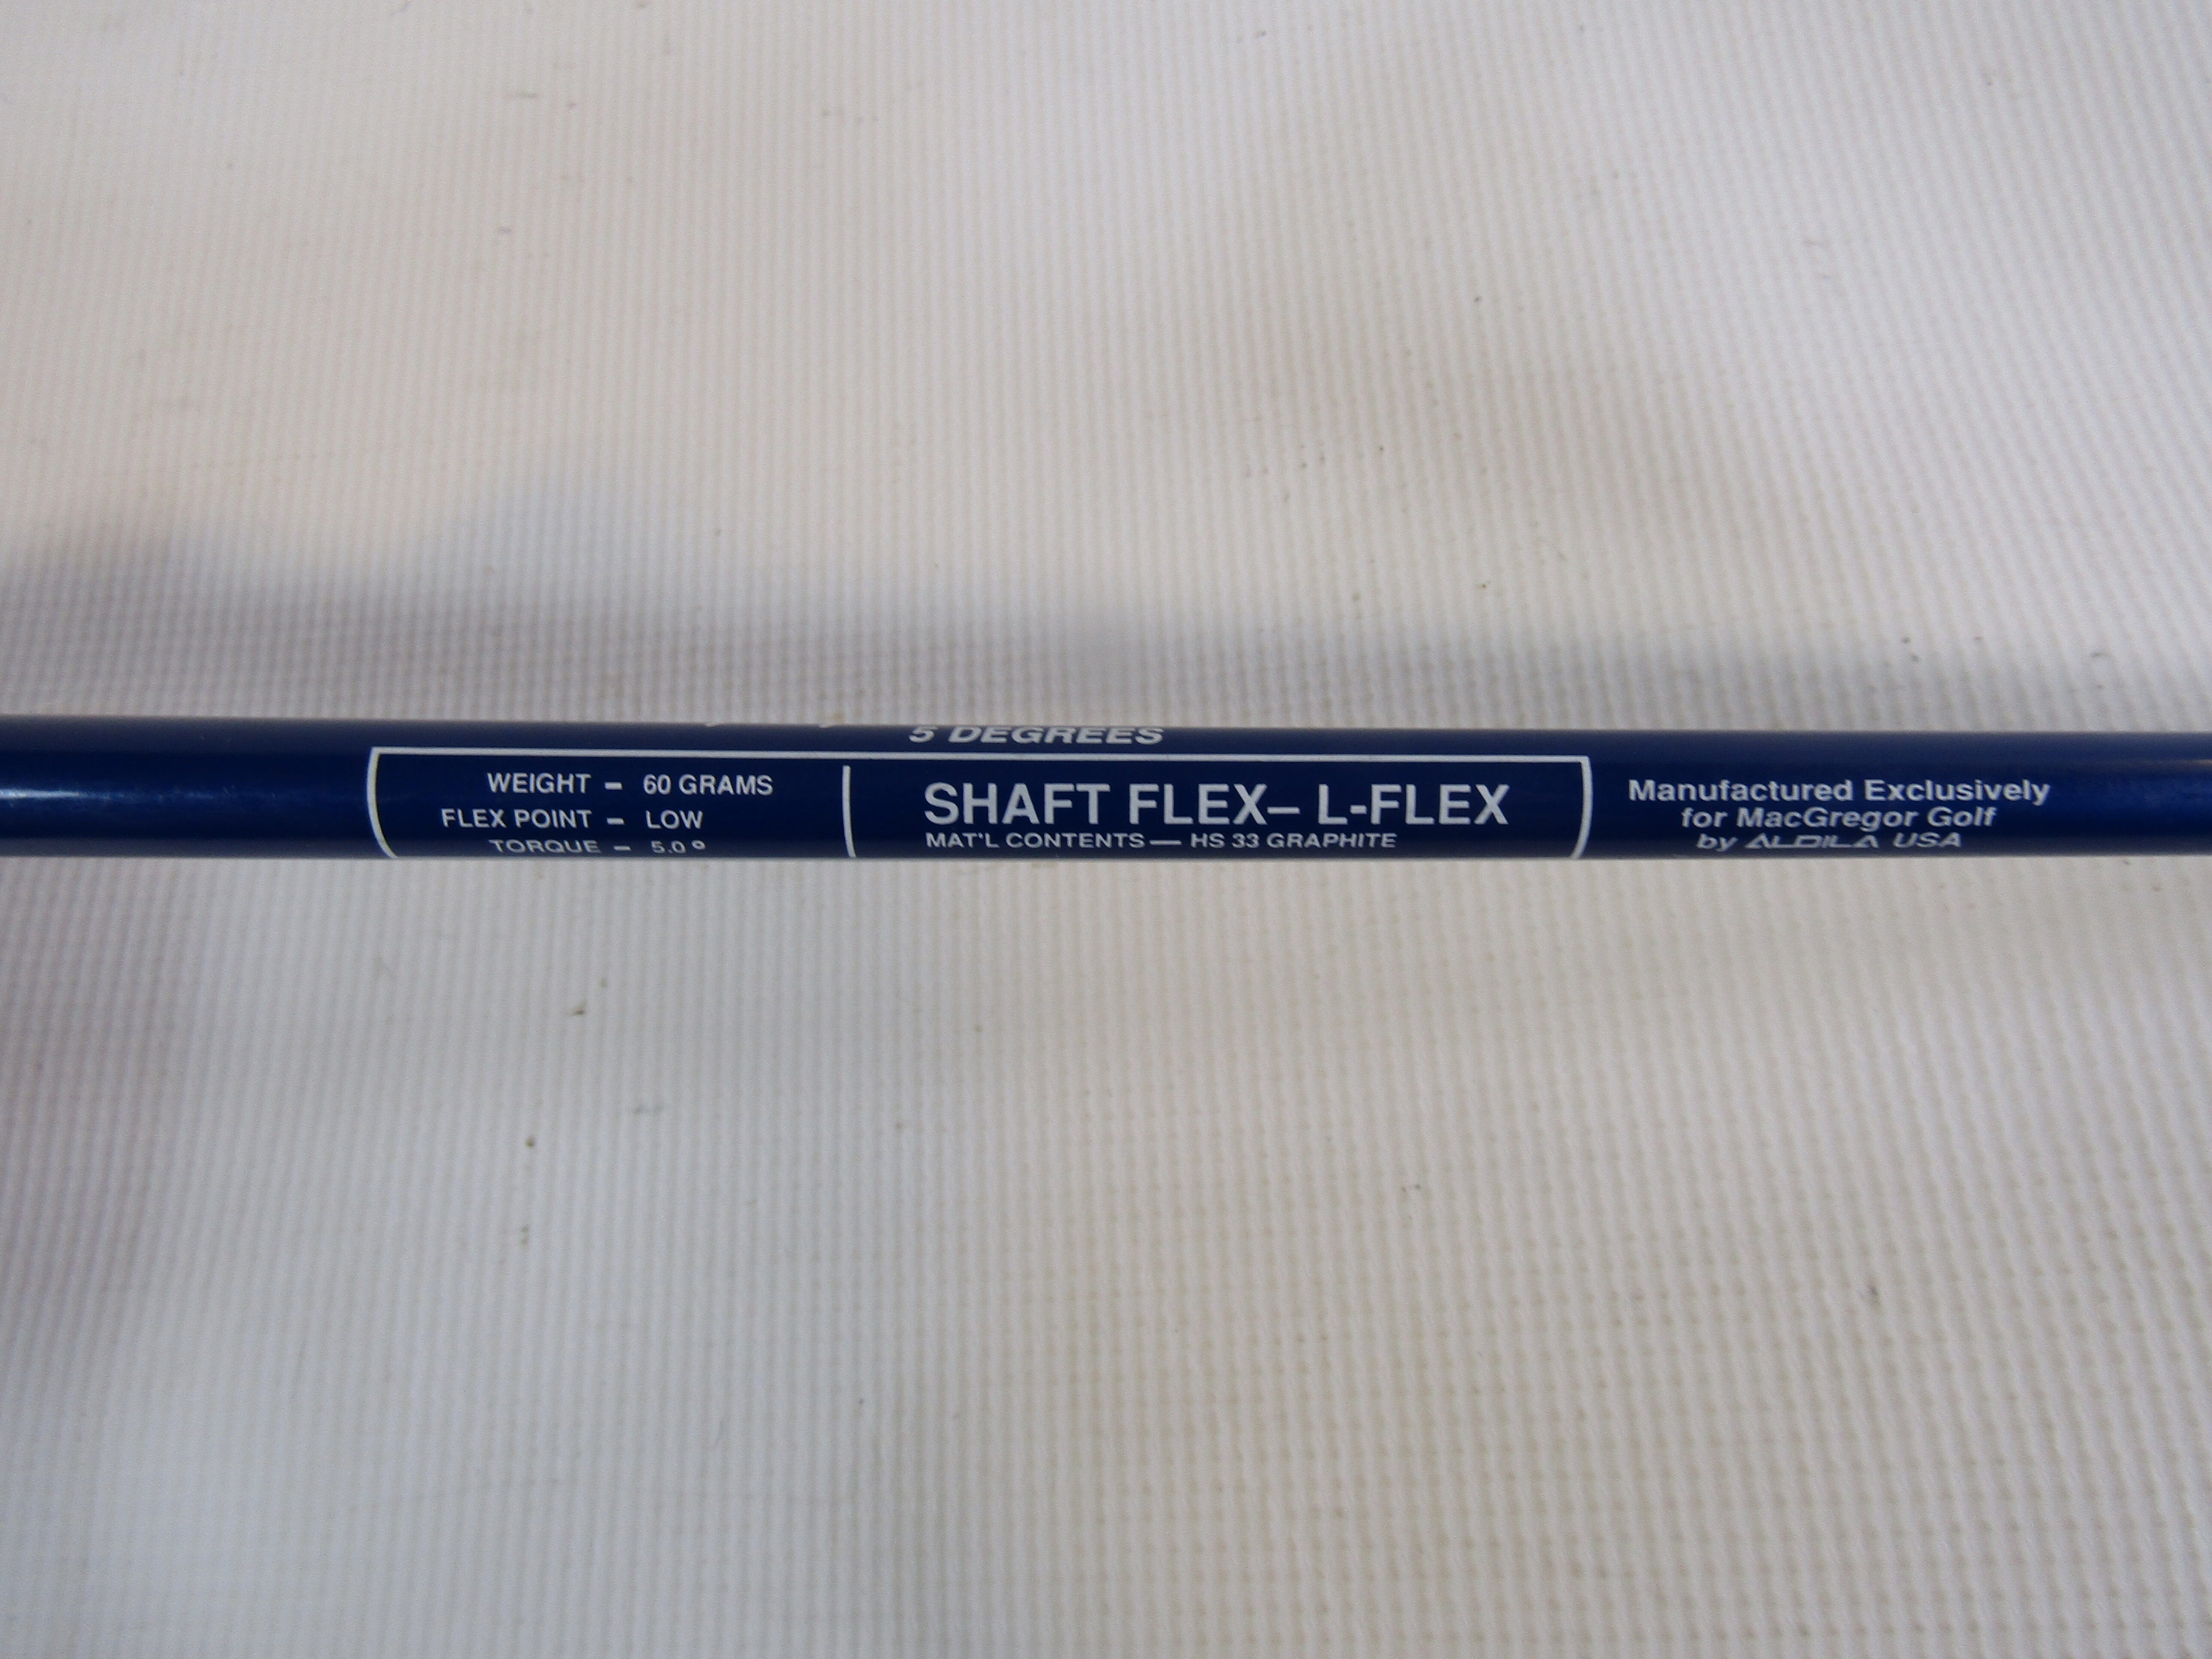 5 DEGREES
WEIGHT – 60 GRAMS
FLEX POINT – LOW
TORQUE – 5.0°
SHAFT FLEX– L-FLEX
MAT'L CONTENTS — HS 33 GRAPHITE
Manufactured Exclusively
for MacGregor Golf
by ALDILA USA